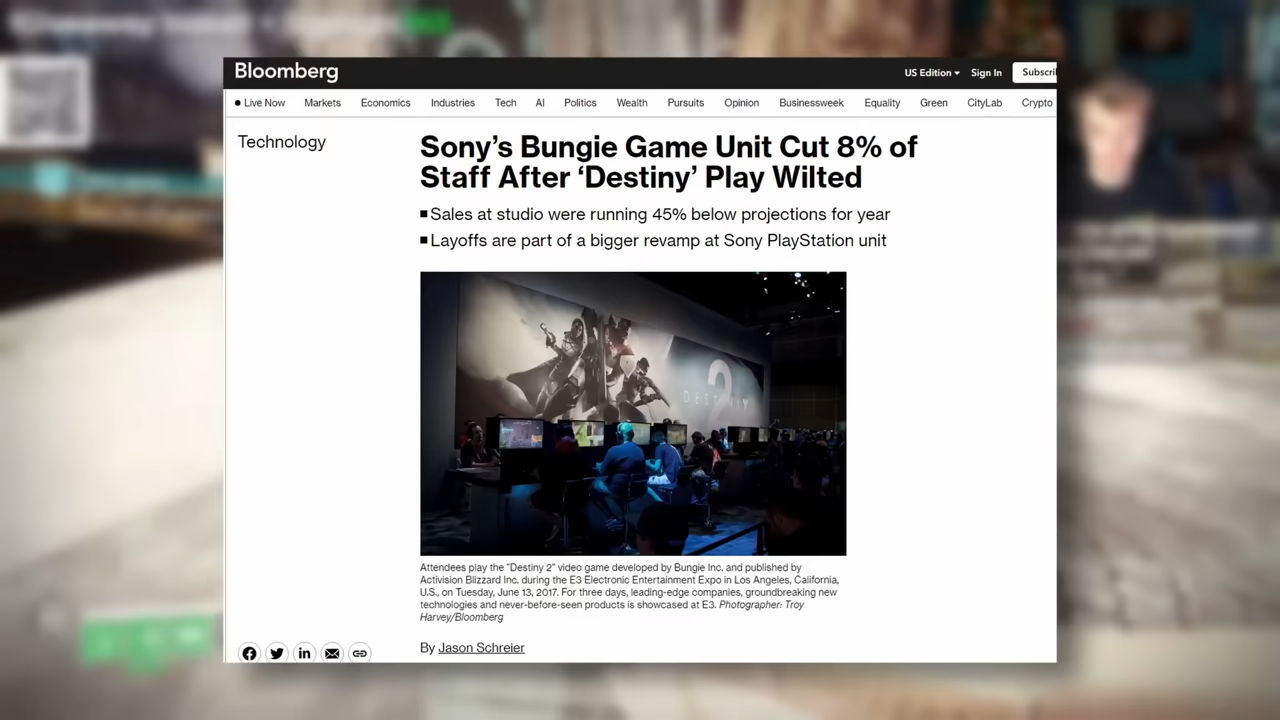 Bloomberg
US Edition Sign In Subscri
Live Now Markets Economics Industries Tech AI Politics Wealth Pursuits Opinion Businessweek Equality Green CityLab Crypto
Technology
Sony's Bungie Game Unit Cut 8% of
Staff After 'Destiny' Play Wilted
Sales at studio were running 45% below projections for year
Layoffs are part of a bigger revamp at Sony PlayStation unit
2
DESTINY
Attendees play the "Destiny 2" video game developed by Bungie Inc. and published by
Activision Blizzard Inc. during the E3 Electronic Entertainment Expo in Los Angeles, California,
U.S., on Tuesday, June 13, 2017. For three days, leading-edge companies, groundbreaking new
technologies and never-before-seen products is showcased at E3. Photographer: Troy
Harvey/Bloomberg
By Jason Schreier